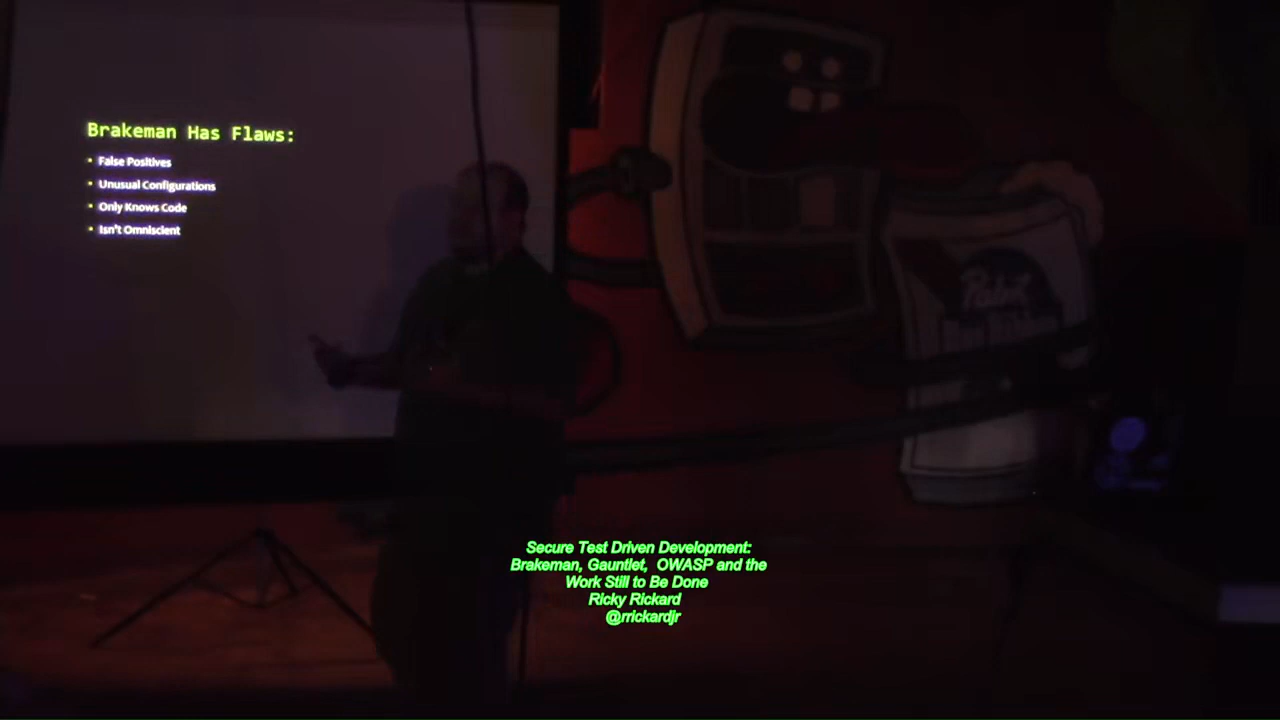 Brakeman Has Flaws:
• False Positives
• Unusual Configurations
• Only Knows Code
• Isn't Omniscient
Pabst
Secure Test Driven Development:
Brakeman, Gauntlet, OWASP and the
Work Still to Be Done
Ricky Rickard
@rrickardjr